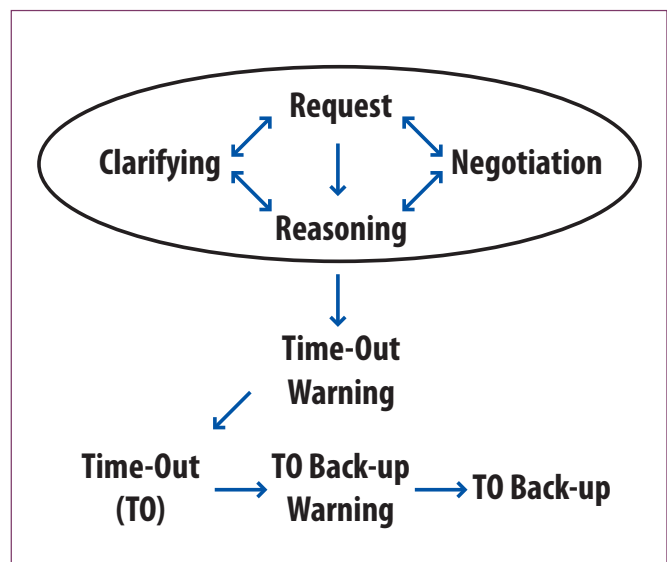 Request
Clarifying
Negotiation
Reasoning
Time-Out
Warning
Time-Out
(TO)
TO Back-up
Warning
TO Back-up